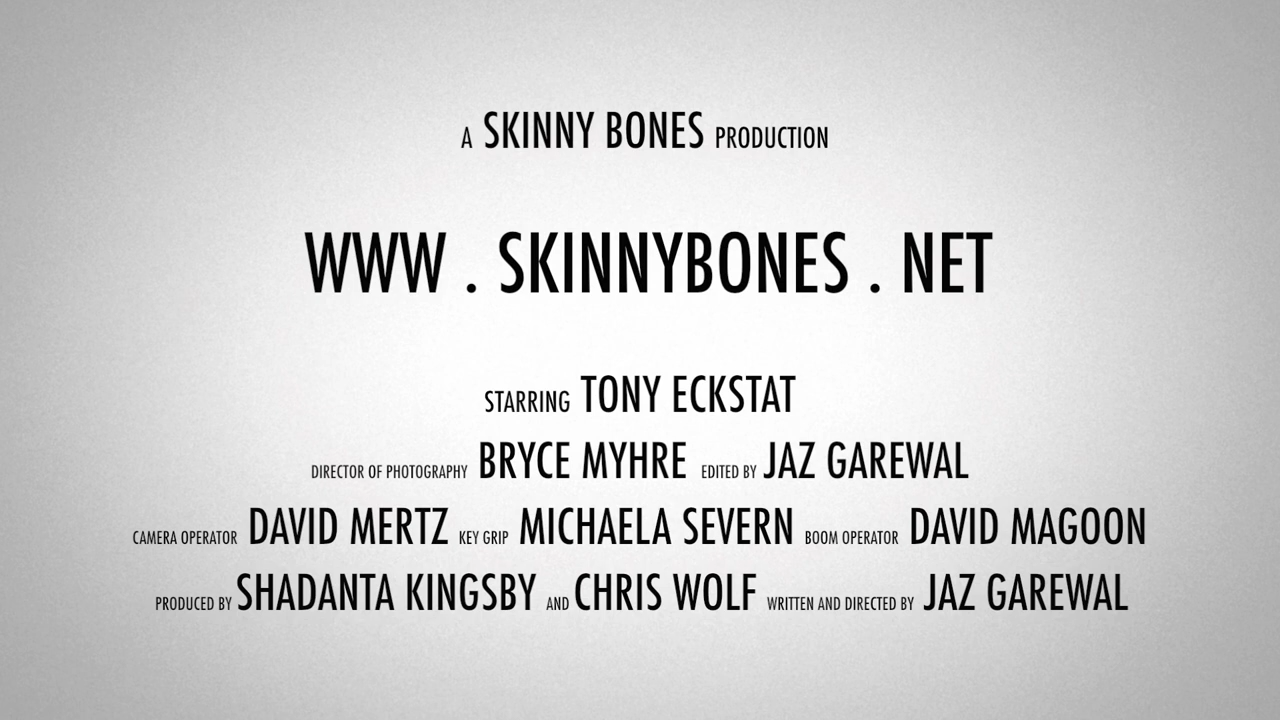 A SKINNY BONES PRODUCTION
WWW . SKINNYBONES . NET
STARRING TONY ECKSTAT
DIRECTOR OF PHOTOGRAPHY BRYCE MYHRE EDITED BY JAZ GAREWAL
CAMERA OPERATOR DAVID MERTZ KEY GRIP MICHAELA SEVERN BOOM OPERATOR DAVID MAGOON
PRODUCED BY SHADANTA KINGSBY AND CHRIS WOLF WRITTEN AND DIRECTED BY JAZ GAREWAL